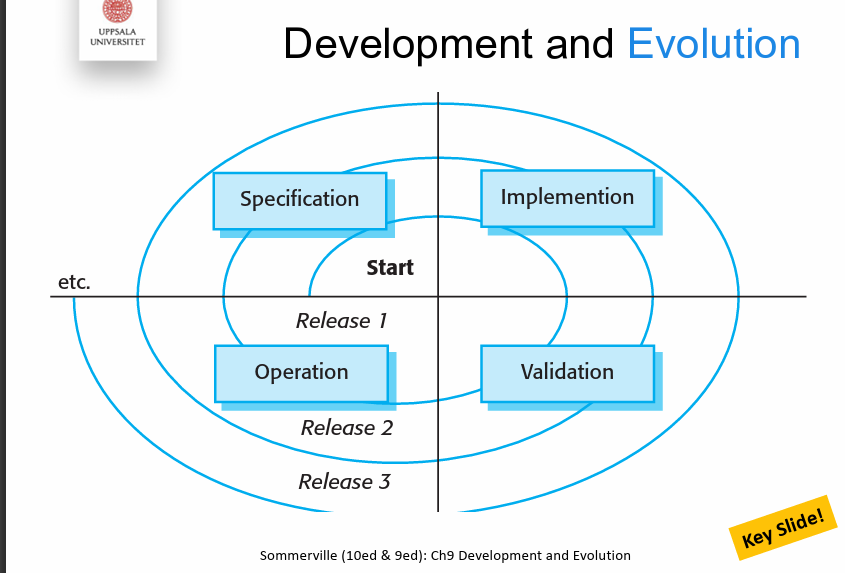 UPPSALA
UNIVERSITET
Development and Evolution
Specification
Implemention
Start
etc.
Release 1
Operation
Validation
Release 2
Release 3
Key Slide!
Sommerville (10ed & 9ed): Ch9 Development and Evolution